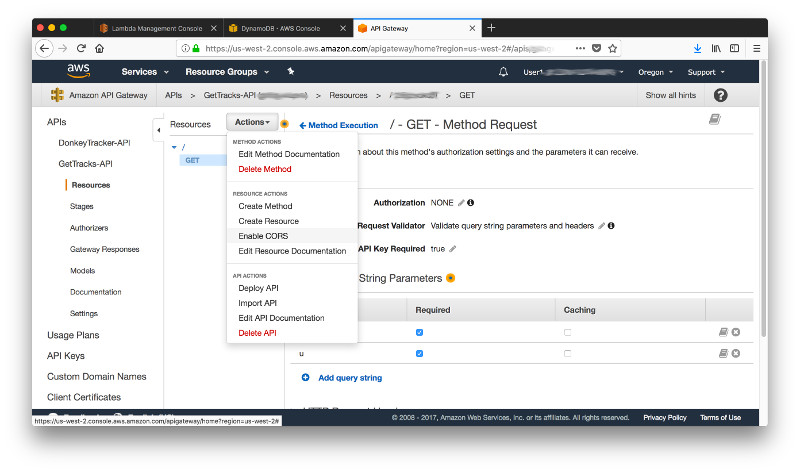 Lambda Management Console
DynamoDB - AWS Console
API Gateway
https://us-west-2.console.aws.amazon.com/apigateway/home?region=us-west-2#/apis
aws
Services
Resource Groups
User1
Oregon
Support
Amazon API Gateway
APIs > GetTracks-API > Resources > / > GET
Show all hints
?
APIs
DonkeyTracker-API
GetTracks-API
Resources
Stages
Authorizers
Gateway Responses
Models
Documentation
Settings
Usage Plans
API Keys
Custom Domain Names
Client Certificates
Resources
Actions
/
GET
METHOD ACTIONS
Edit Method Documentation
Delete Method
RESOURCE ACTIONS
Create Method
Create Resource
Enable CORS
Edit Resource Documentation
API ACTIONS
Deploy API
Import API
Edit API Documentation
Delete API
Method Execution
/ - GET - Method Request
about this method's authorization settings and the parameters it can receive.
Authorization NONE
Request Validator Validate query string parameters and headers
API Key Required true
String Parameters
Required
Caching
u
Add query string
https://us-west-2.console.aws.amazon.com/apigateway/home?region=us-west-2#
© 2008 - 2017, Amazon Web Services, Inc. or its affiliates. All rights reserved.
Privacy Policy
Terms of Use